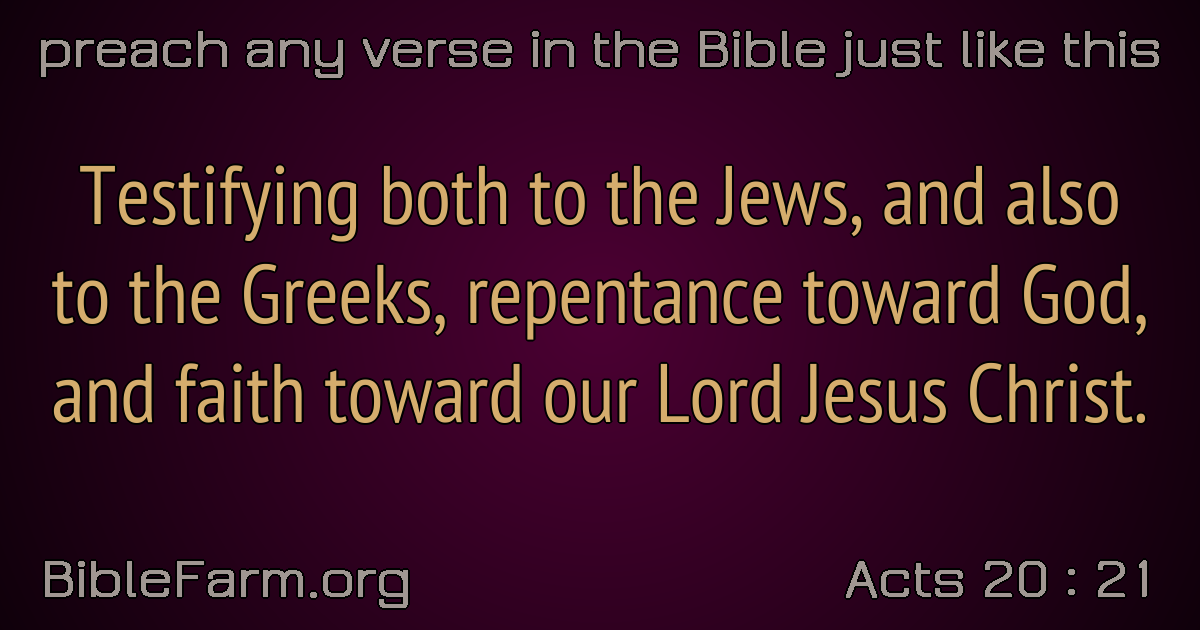 preach any verse in the Bible just like this
Testifying both to the Jews, and also
to the Greeks, repentance toward God,
and faith toward our Lord Jesus Christ.
BibleFarm.org
Acts 20 : 21